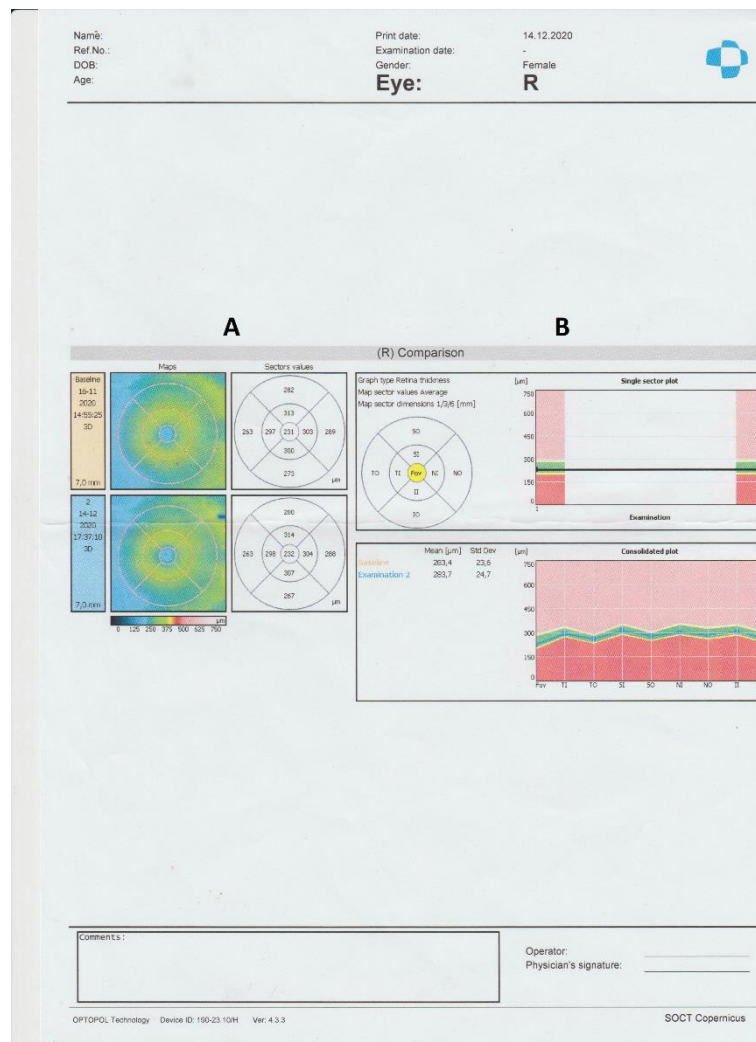 Name:
Ref.No.:
DOB:
Age:
Print date: 14.12.2020
Examination date: -
Gender: Female
Eye: R
A B
(R) Comparison
Maps Sectors values
Baseline
16-11
2020
14:55:25
3D
7,0 mm
282
313
263 297 231 303 289
300
273
µm
2
14-12
2020
17:37:10
3D
7,0 mm
280
314
263 298 232 304 288
307
267
µm
0 125 250 375 500 625 750 µm
Graph type Retina thickness
Map sector values Average
Map sector dimensions 1/3/6 [mm]
SO
SI
TO TI Fov NI NO
II
IO
[µm] Single sector plot
750
600
450
300
150
0
1
Examination
Mean [µm] Std Dev
Baseline 283,4 23,6
Examination 2 283,7 24,7
[µm] Consolidated plot
750
600
450
300
150
0
Fov TI TO SI SO NI NO II
Comments:
Operator:
Physician's signature:
OPTOPOL Technology Device ID: 190-23.10/H Ver: 4.3.3
SOCT Copernicus